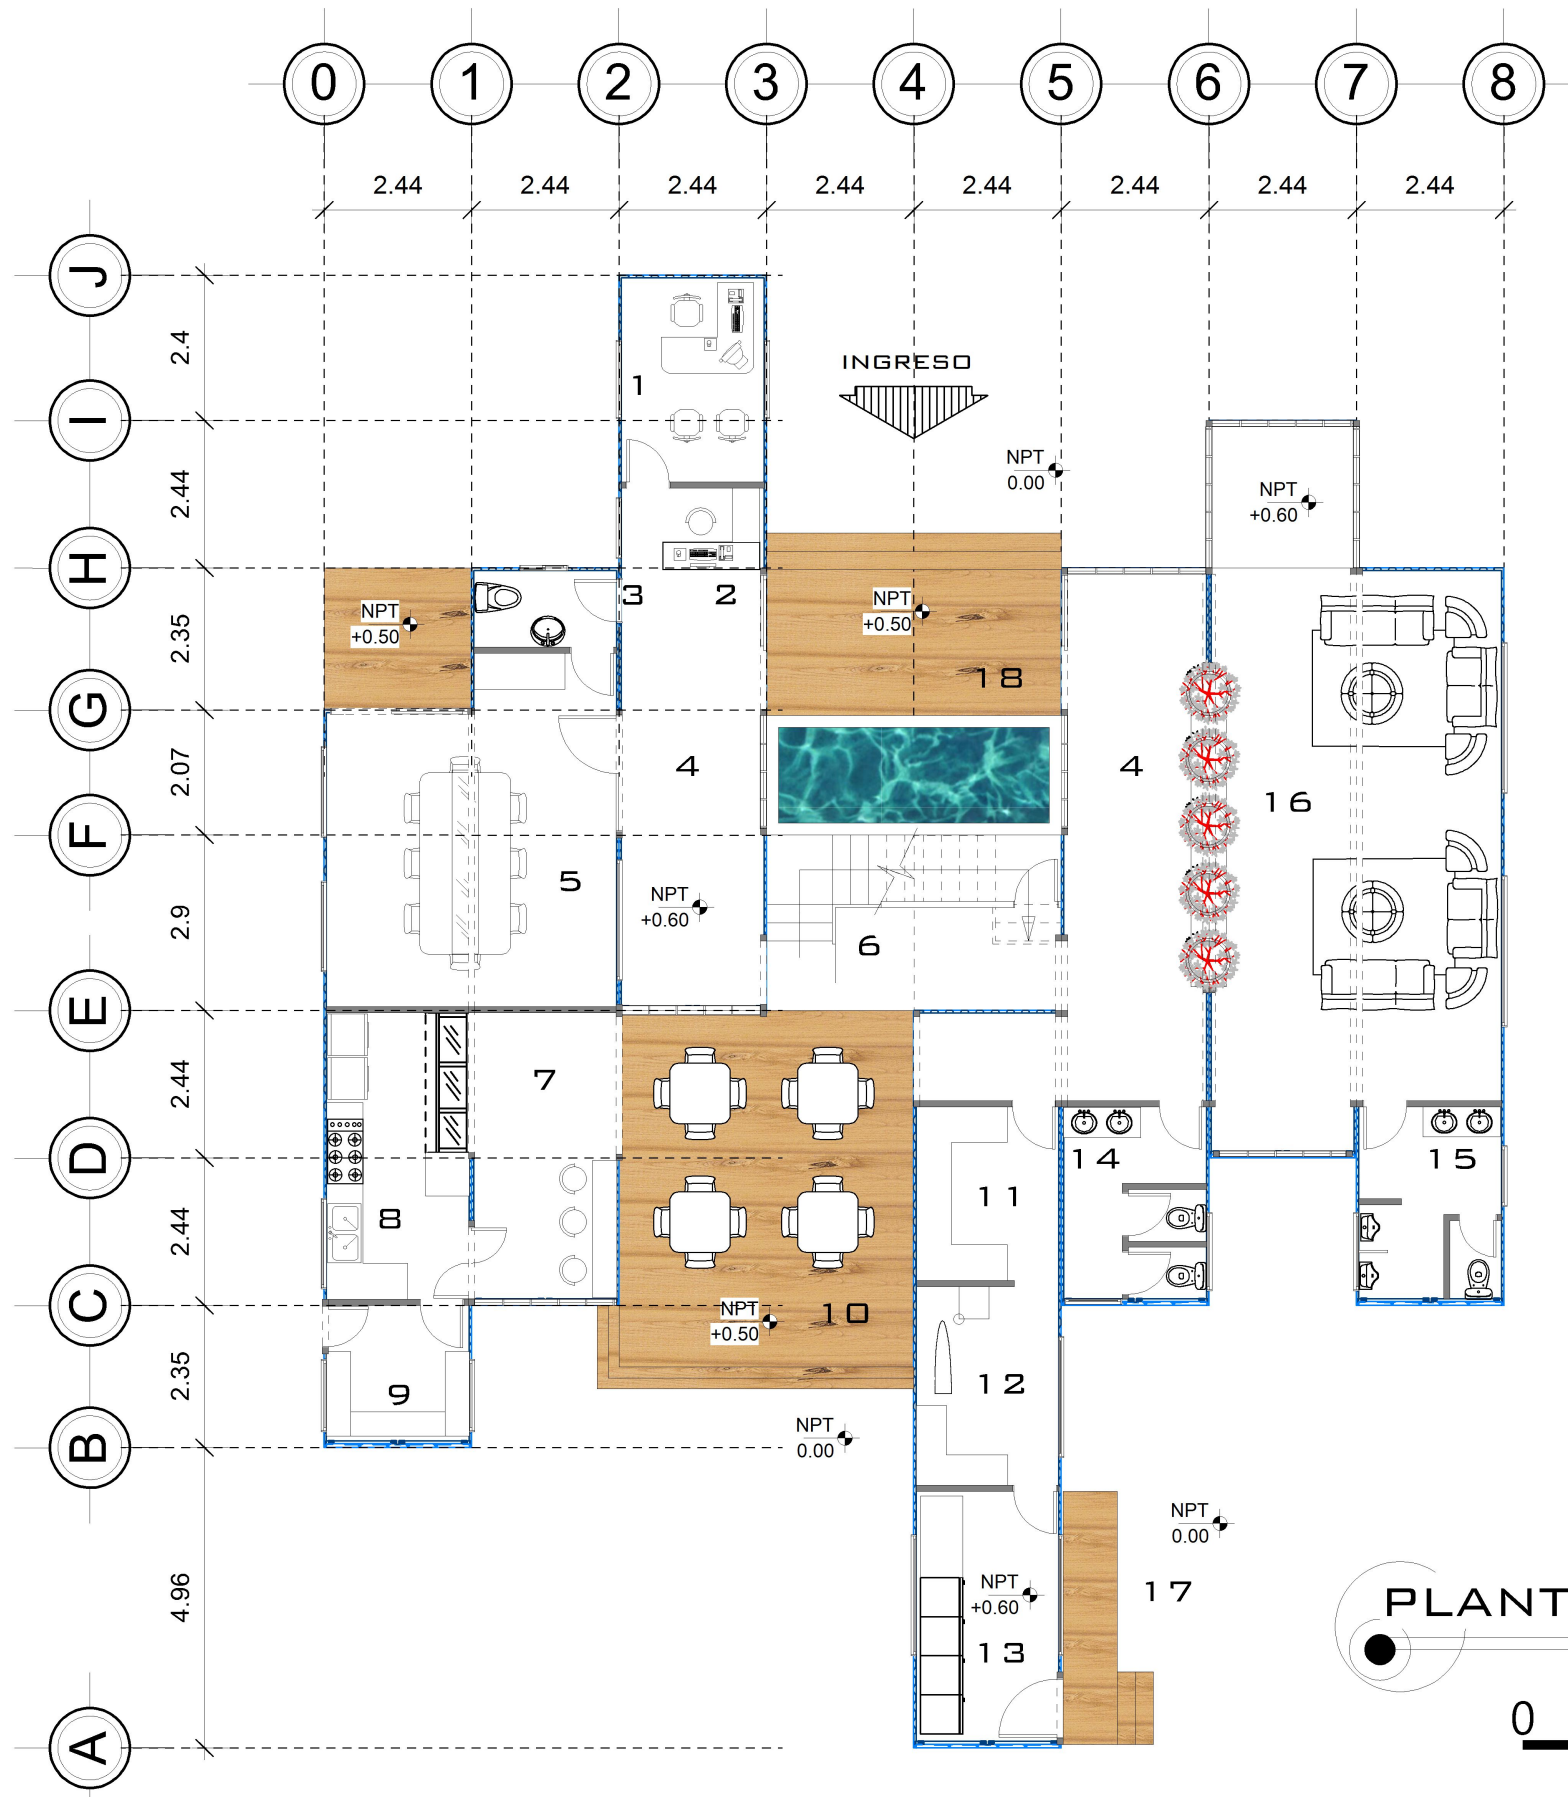 0 1 2 3 4 5 6 7 8
2.44 2.44 2.44 2.44 2.44 2.44 2.44 2.44
J
2.4
1
INGRESO
I
NPT
0.00
2.44
NPT
+0.60
H
3
2
NPT
+0.50
NPT
+0.50
2.35
18
G
2.07
4
4
16
F
5
NPT
+0.60
2.9
6
E
7
2.44
D
14
15
11
8
2.44
C
NPT
+0.50
10
2.35
9
12
B
NPT
0.00
NPT
0.00
4.96
NPT
+0.60
17
13
PLANT
A
0